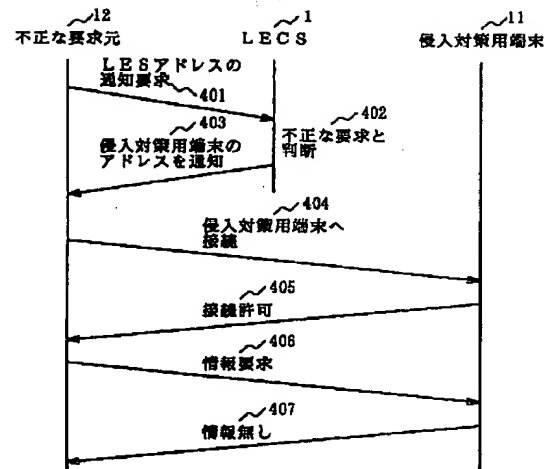 12
不正な要求元
1
LECS
11
侵入対策用端末
LESアドレスの
通知要求
401
402
不正な要求と
判断
403
侵入対策用端末の
アドレスを通知
404
侵入対策用端末へ
接続
405
接続許可
406
情報要求
407
情報無し